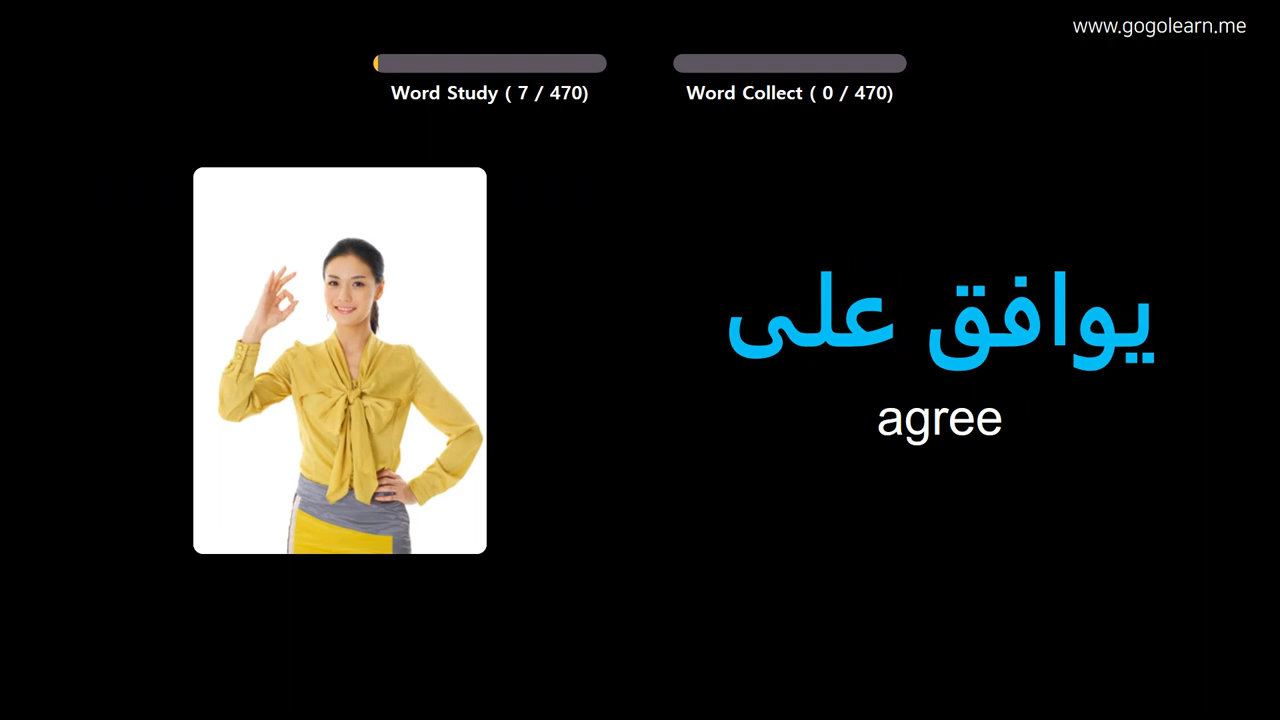 www.gogolearn.me
Word Study ( 7 / 470)
Word Collect ( 0 / 470)
يوافق على
agree